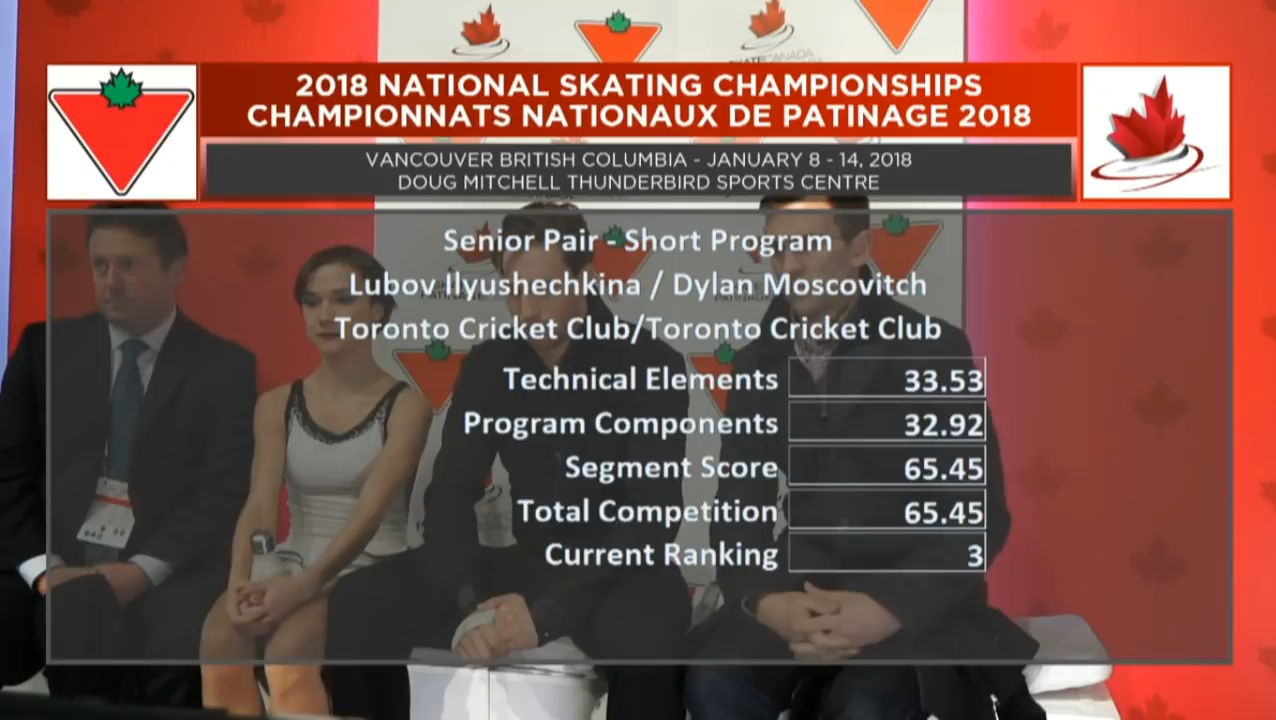 2018 NATIONAL SKATING CHAMPIONSHIPS
CHAMPIONNATS NATIONAUX DE PATINAGE 2018
VANCOUVER BRITISH COLUMBIA - JANUARY 8 - 14, 2018
DOUG MITCHELL THUNDERBIRD SPORTS CENTRE
Senior Pair - Short Program
Lubov Ilyushechkina / Dylan Moscovitch
Toronto Cricket Club/Toronto Cricket Club
Technical Elements 33.53
Program Components 32.92
Segment Score 65.45
Total Competition 65.45
Current Ranking 3